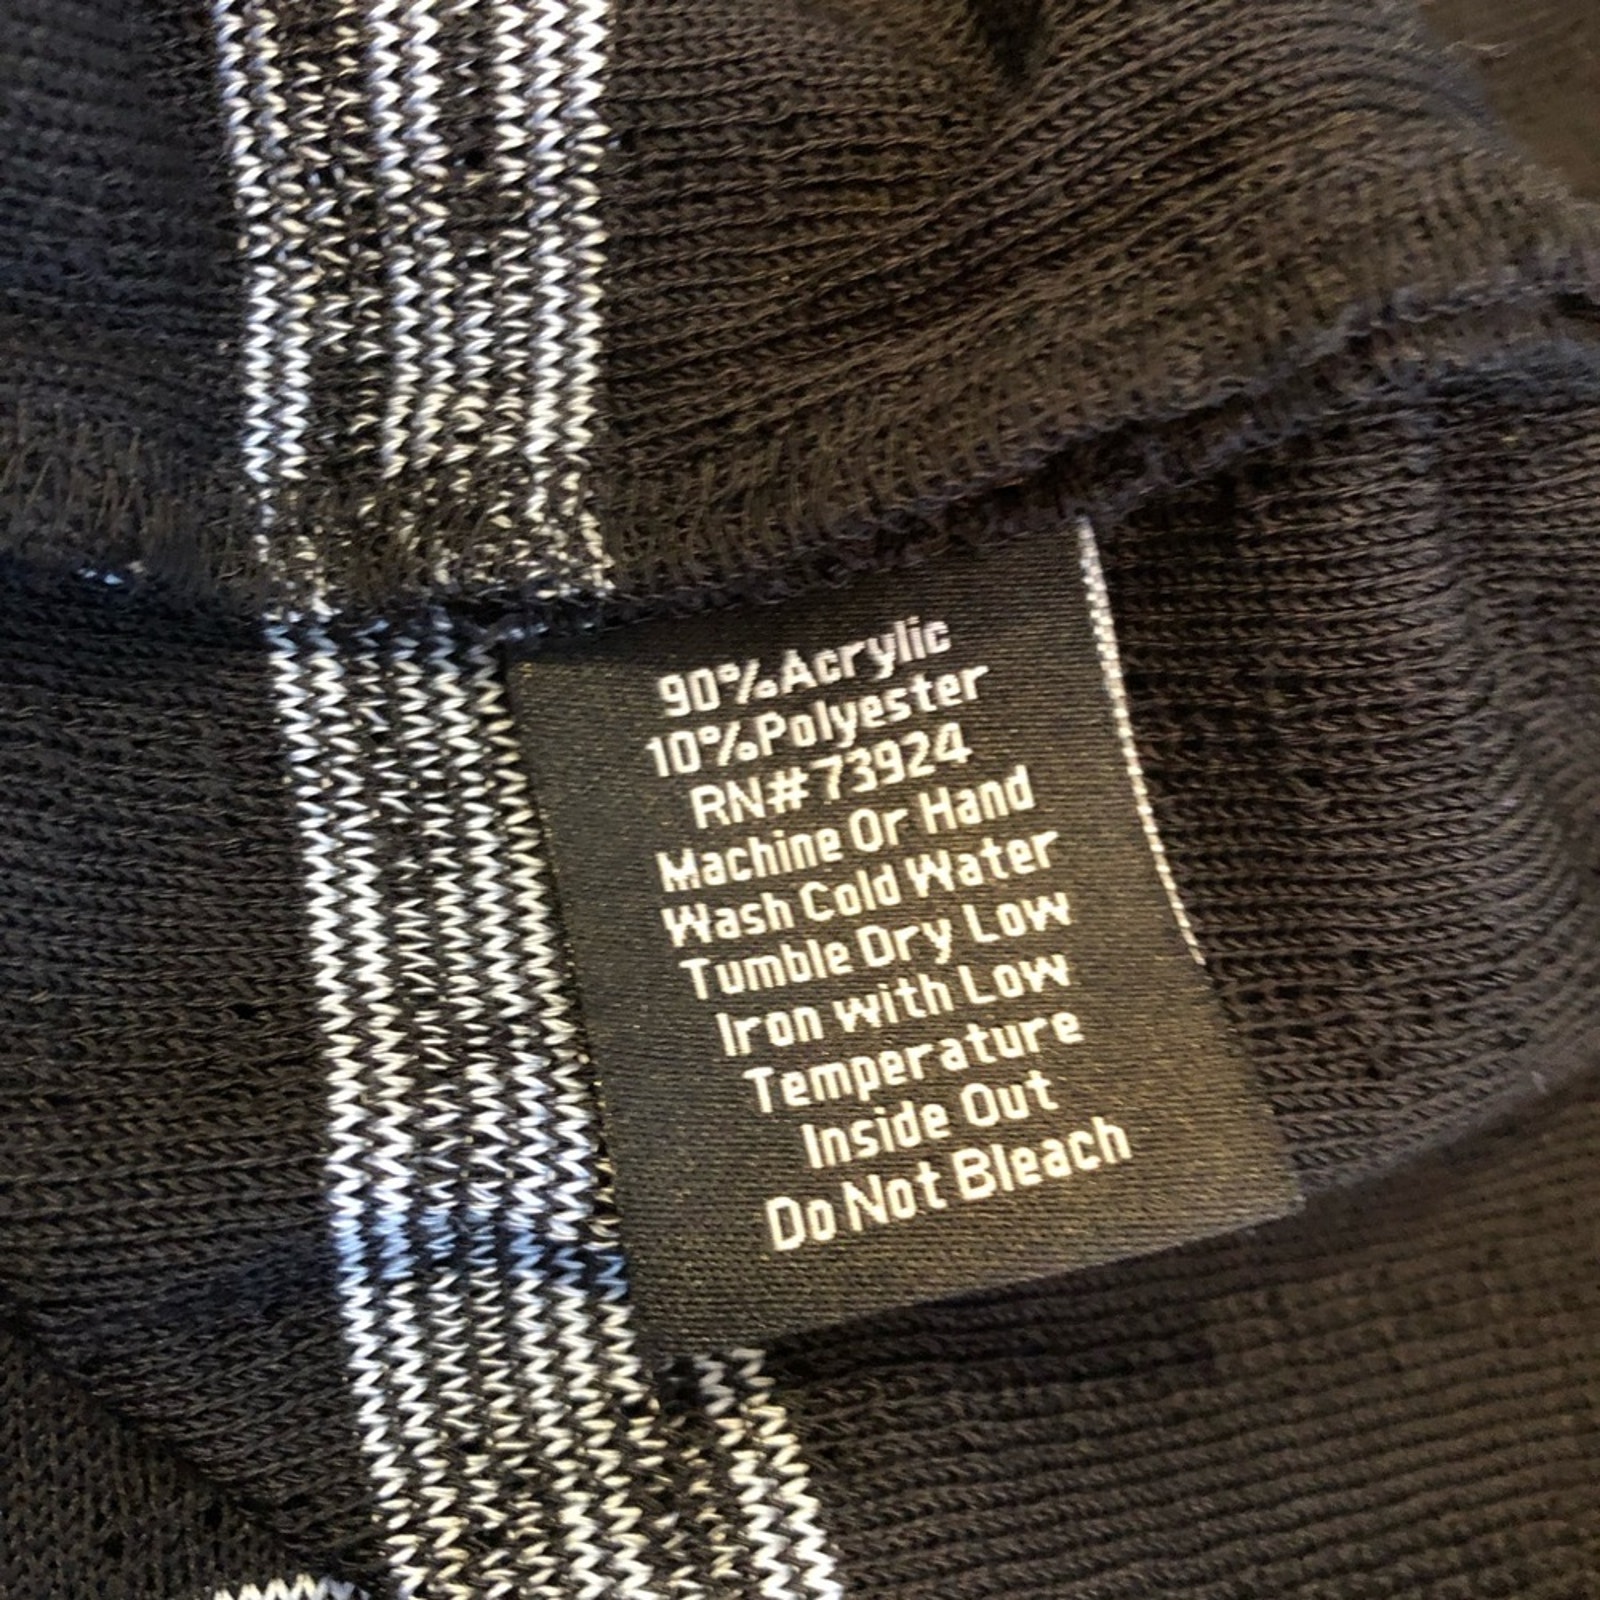 90% Acrylic
10% Polyester
RN# 73924
Machine Or Hand
Wash Cold Water
Tumble Dry Low
Iron with Low
Temperature
Inside Out
Do Not Bleach